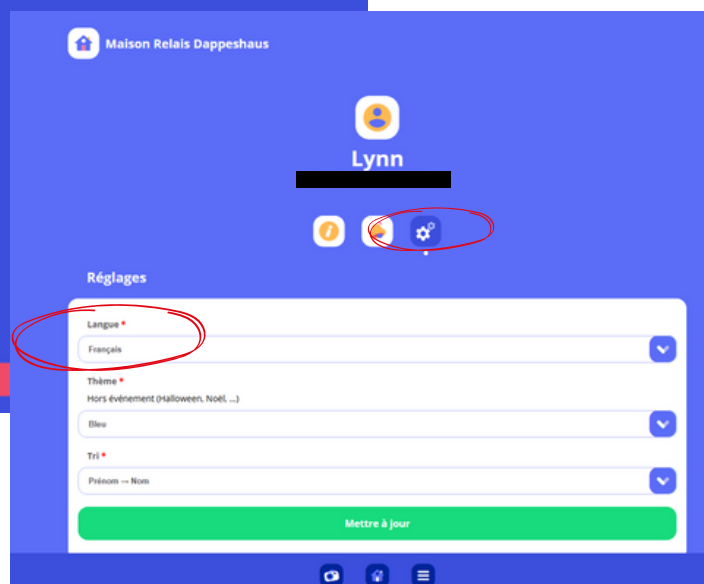 Maison Relais Dappeshaus
Lynn
Réglages
Langue *
Français
Thème *
Hors événement (Halloween, Noël, ...)
Bleu
Tri *
Prénom → Nom
Mettre à jour